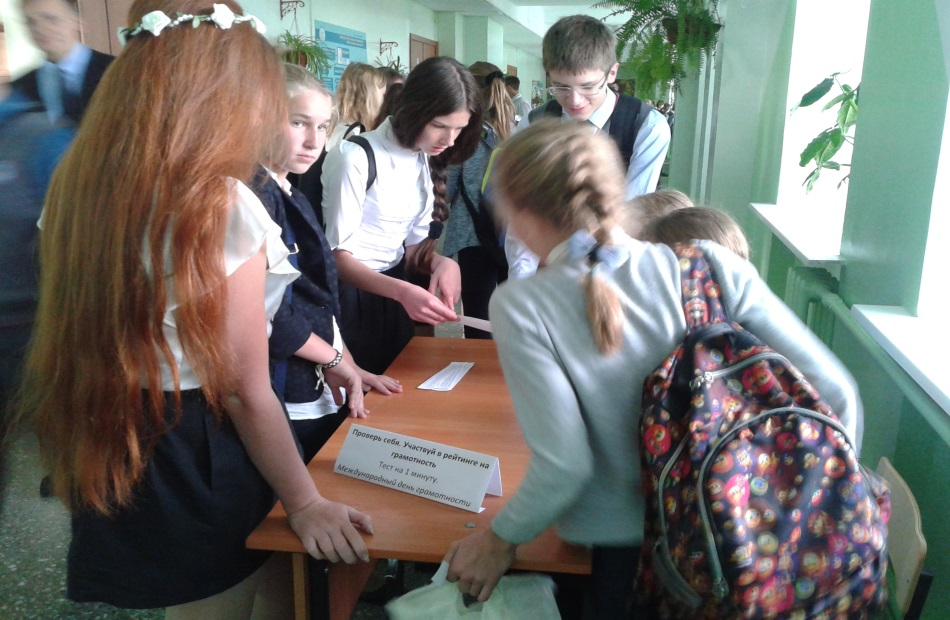 Проверь себя. Участвуй в рейтинге на
грамотность
Тест на 1 минуту.
Международный день грамотности